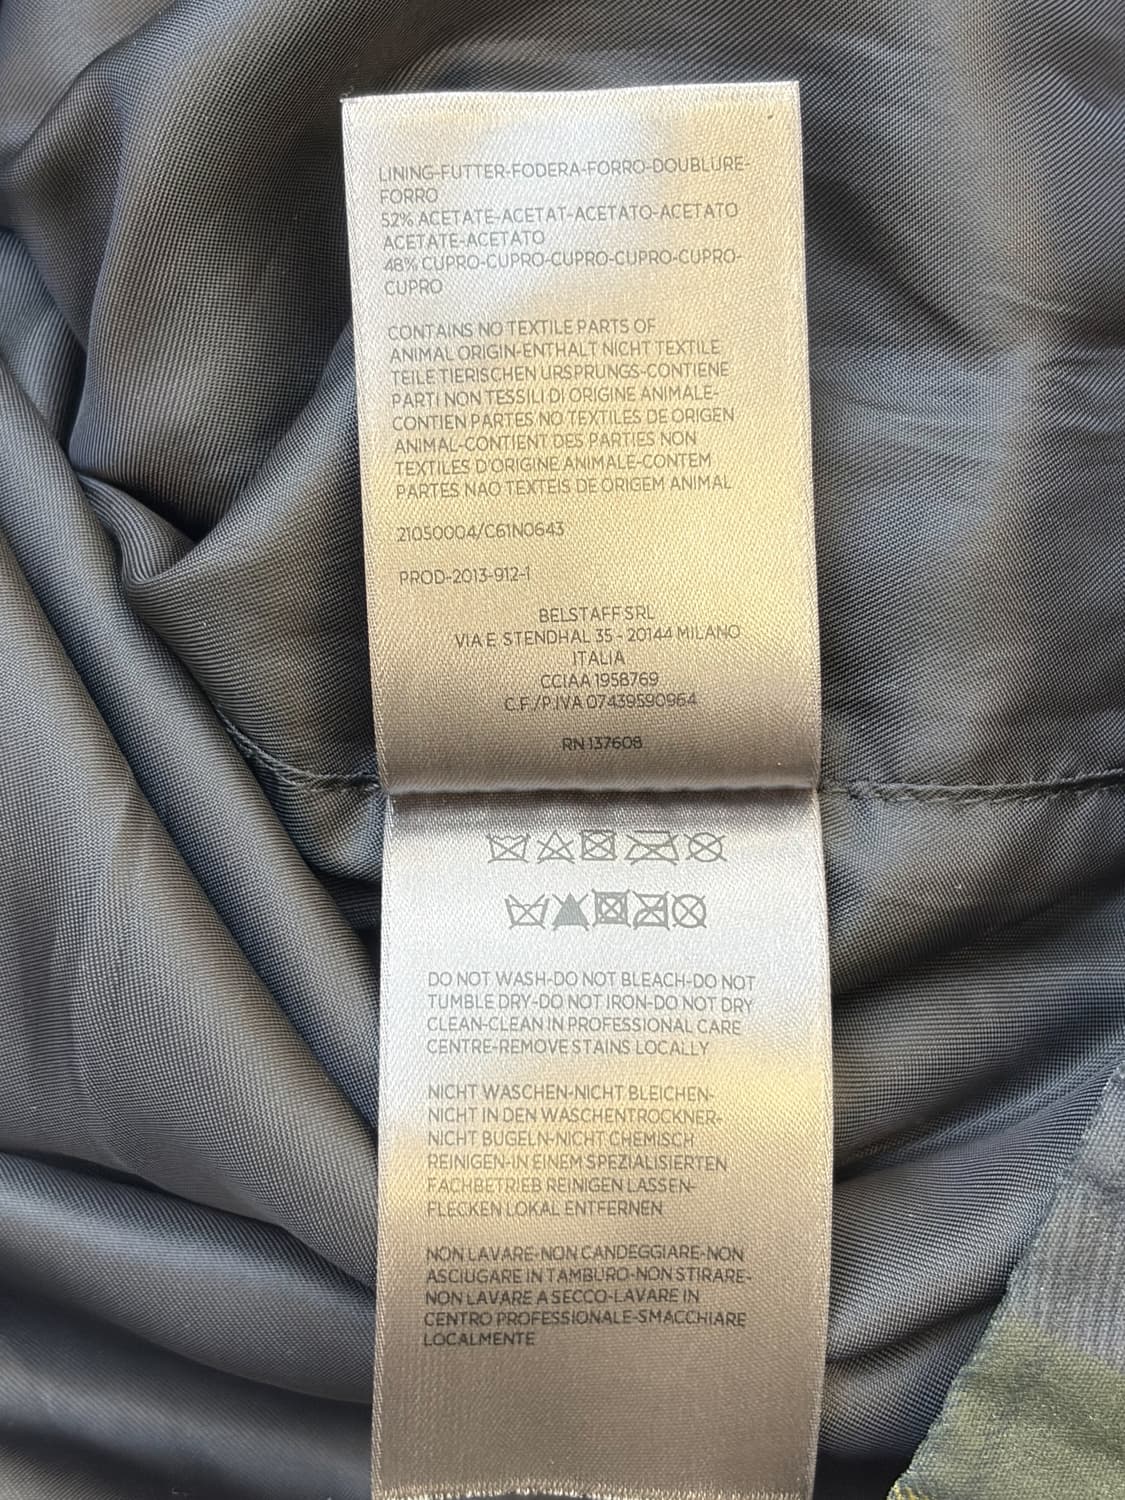 LINING-FUTTER-FODERA-FORRO-DOUBLURE-
FORRO
52% ACETATE-ACETAT-ACETATO-ACETATO
ACETATE-ACETATO
48% CUPRO-CUPRO-CUPRO-CUPRO-CUPRO-
CUPRO
CONTAINS NO TEXTILE PARTS OF
ANIMAL ORIGIN-ENTHALT NICHT TEXTILE
TEILE TIERISCHEN URSPRUNGS-CONTIENE
PARTI NON TESSILI DI ORIGINE ANIMALE-
CONTIEN PARTES NO TEXTILES DE ORIGEN
ANIMAL-CONTIENT DES PARTIES NON
TEXTILES D'ORIGINE ANIMALE-CONTEM
PARTES NAO TEXTEIS DE ORIGEM ANIMAL
21050004/C61N0643
PROD-2013-912-1
BELSTAFF SRL
VIA E. STENDHAL 35 - 20144 MILANO
ITALIA
CCIAA 1958769
C.F./P.IVA 07439590964
RN 137608
DO NOT WASH-DO NOT BLEACH-DO NOT
TUMBLE DRY-DO NOT IRON-DO NOT DRY
CLEAN-CLEAN IN PROFESSIONAL CARE
CENTRE-REMOVE STAINS LOCALLY
NICHT WASCHEN-NICHT BLEICHEN-
NICHT IN DEN WASCHENTROCKNER-
NICHT BUGELN-NICHT CHEMISCH
REINIGEN-IN EINEM SPEZIALISIERTEN
FACHBETRIEB REINIGEN LASSEN-
FLECKEN LOKAL ENTFERNEN
NON LAVARE-NON CANDEGGIARE-NON
ASCIUGARE IN TAMBURO-NON STIRARE-
NON LAVARE A SECCO-LAVARE IN
CENTRO PROFESSIONALE-SMACCHIARE
LOCALMENTE